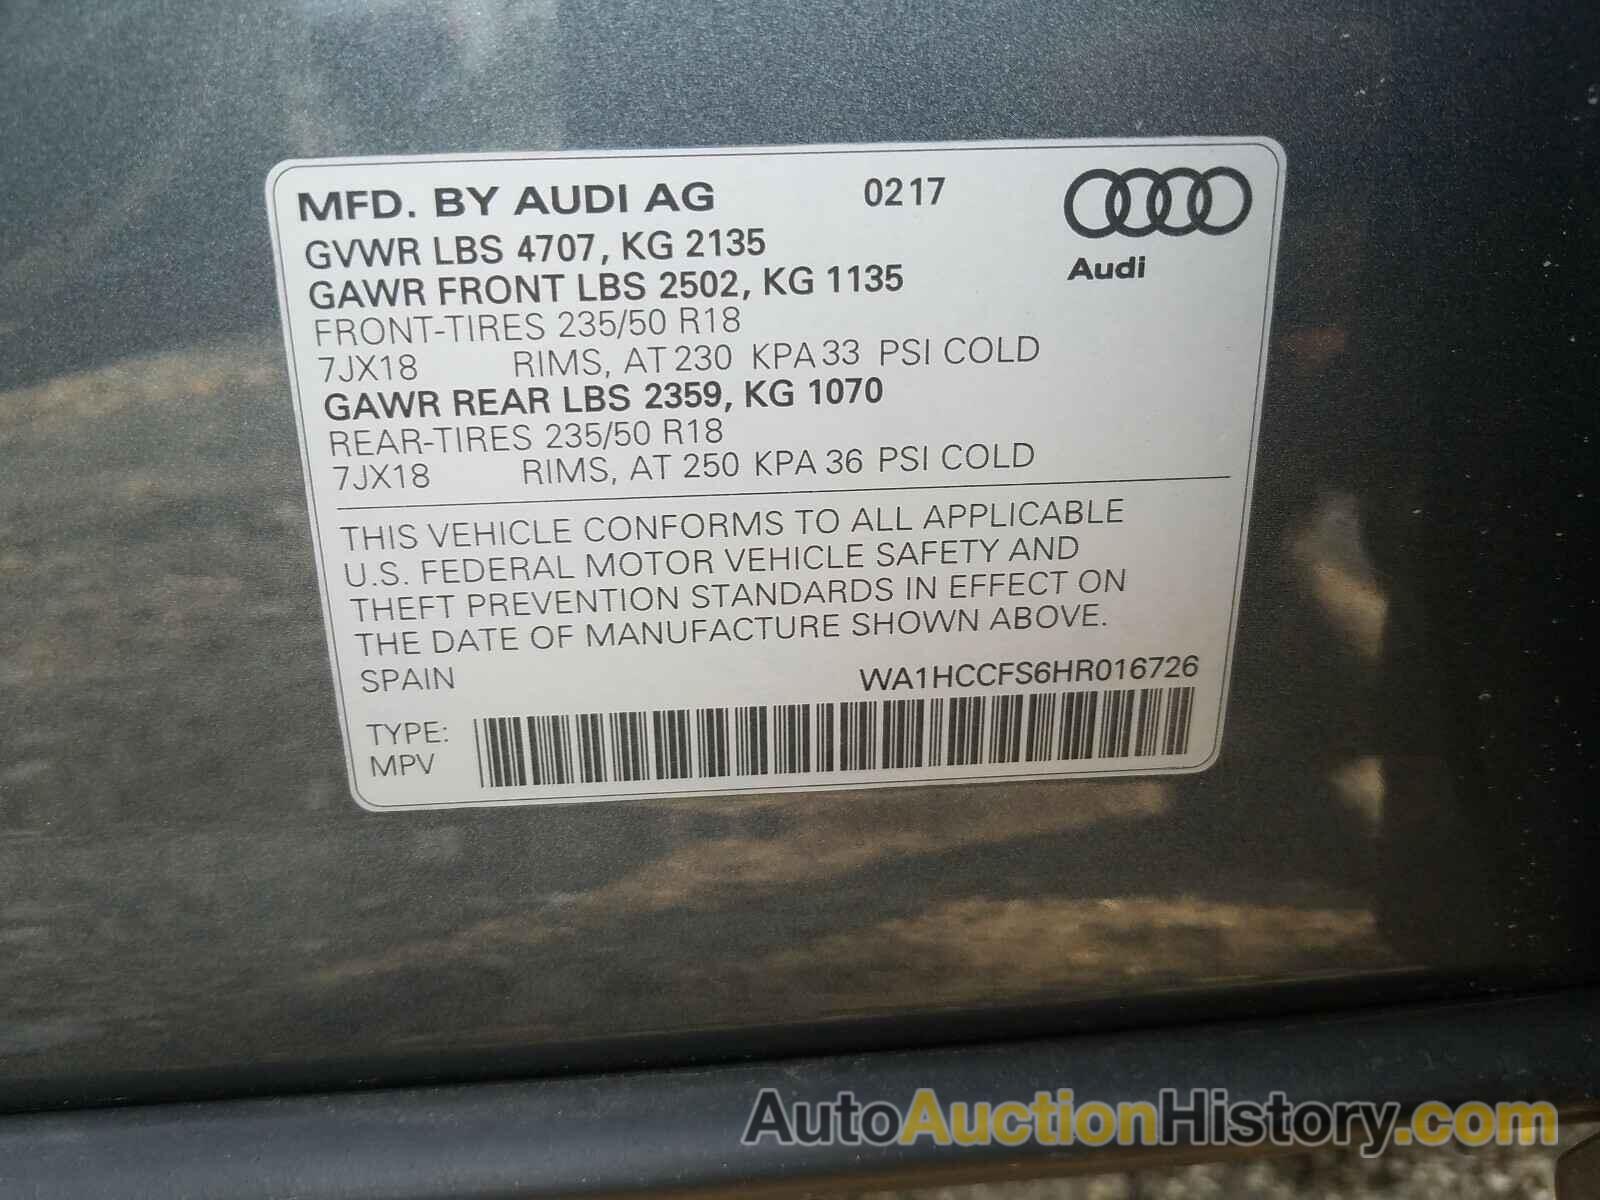 MFD. BY AUDI AG 0217
GVWR LBS 4707, KG 2135
GAWR FRONT LBS 2502, KG 1135
Audi
FRONT-TIRES 235/50 R18
7JX18 RIMS, AT 230 KPA 33 PSI COLD
GAWR REAR LBS 2359, KG 1070
REAR-TIRES 235/50 R18
7JX18 RIMS, AT 250 KPA 36 PSI COLD
THIS VEHICLE CONFORMS TO ALL APPLICABLE
U.S. FEDERAL MOTOR VEHICLE SAFETY AND
THEFT PREVENTION STANDARDS IN EFFECT ON
THE DATE OF MANUFACTURE SHOWN ABOVE.
SPAIN WA1HCCFS6HR016726
TYPE:
MPV
AutoAuctionHistory.com